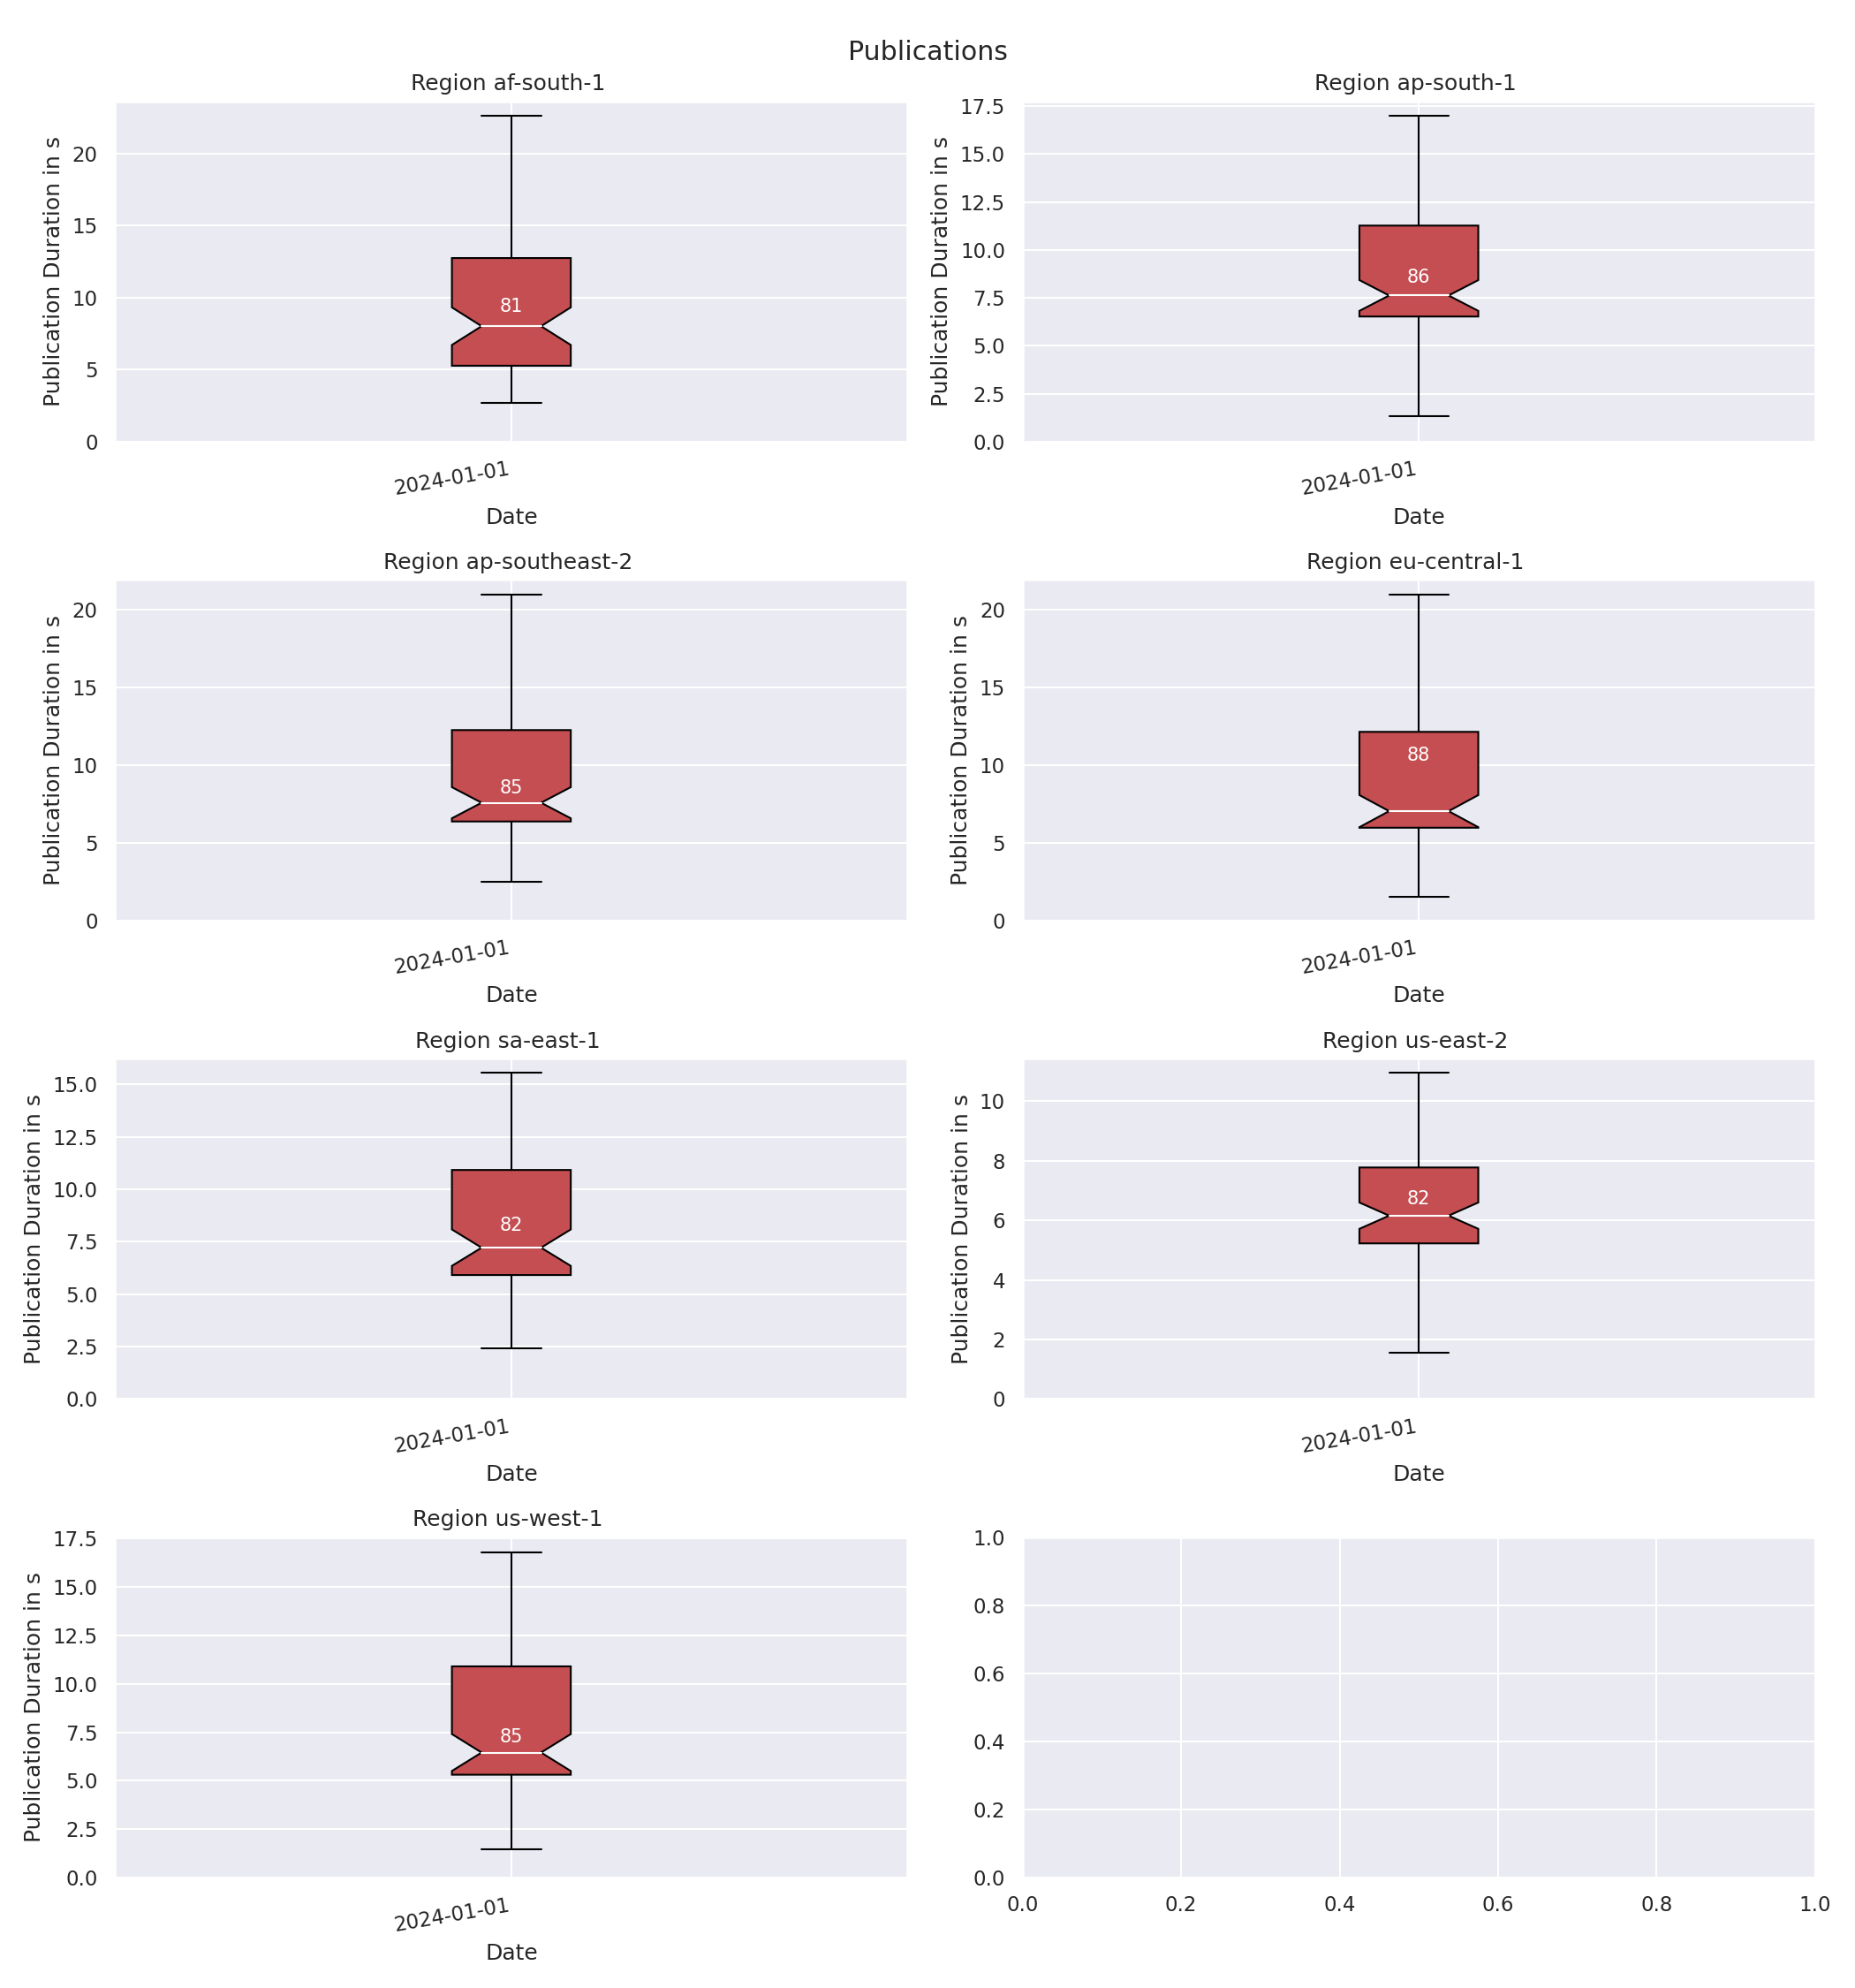 Publications
Region af-south-1
Publication Duration in s
20
15
10
5
0
81
2024-01-01
Date
Region ap-south-1
Publication Duration in s
17.5
15.0
12.5
10.0
7.5
5.0
2.5
0.0
86
2024-01-01
Date
Region ap-southeast-2
Publication Duration in s
20
15
10
5
0
85
2024-01-01
Date
Region eu-central-1
Publication Duration in s
20
15
10
5
0
88
2024-01-01
Date
Region sa-east-1
Publication Duration in s
15.0
12.5
10.0
7.5
5.0
2.5
0.0
82
2024-01-01
Date
Region us-east-2
Publication Duration in s
10
8
6
4
2
0
82
2024-01-01
Date
Region us-west-1
Publication Duration in s
17.5
15.0
12.5
10.0
7.5
5.0
2.5
0.0
85
2024-01-01
Date
1.0
0.8
0.6
0.4
0.2
0.0
0.0 0.2 0.4 0.6 0.8 1.0